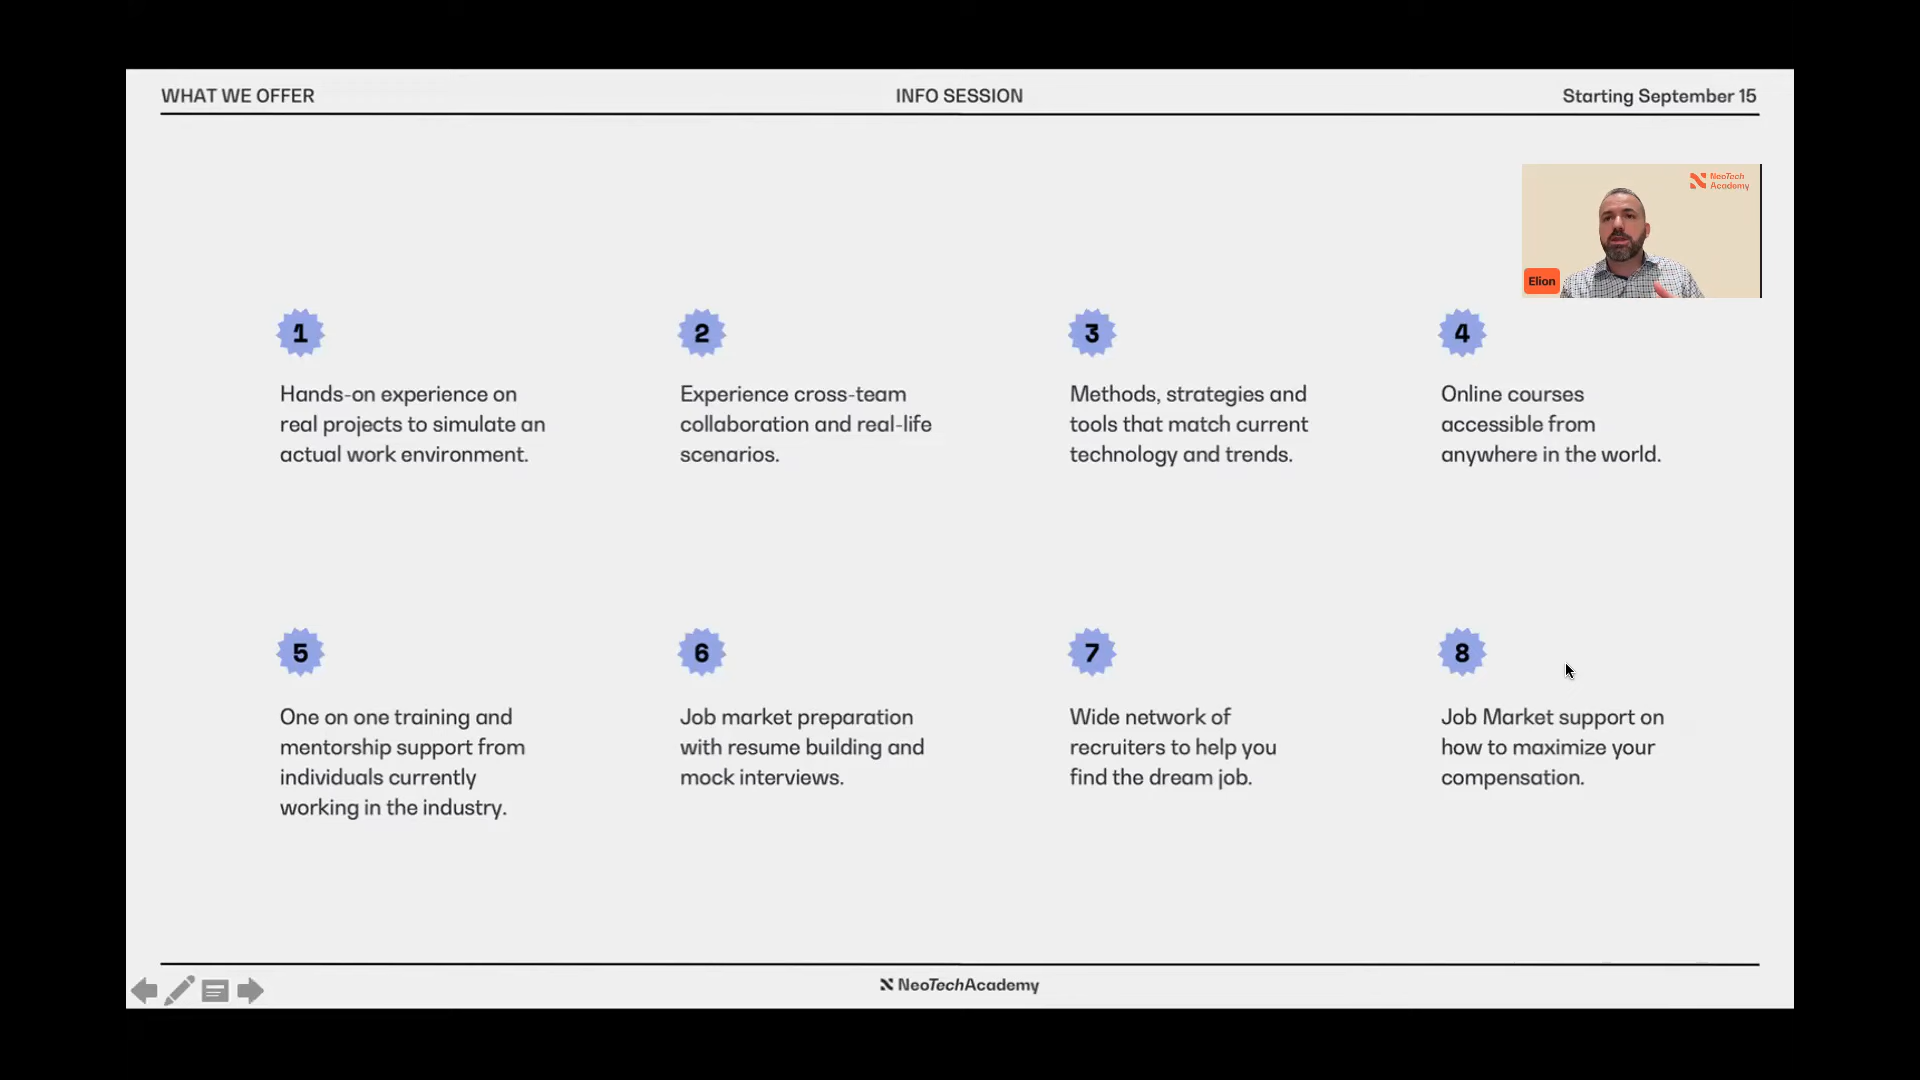 WHAT WE OFFER
INFO SESSION
Starting September 15
NeoTech
Academy
Elion
1
Hands-on experience on
real projects to simulate an
actual work environment.
2
Experience cross-team
collaboration and real-life
scenarios.
3
Methods, strategies and
tools that match current
technology and trends.
4
Online courses
accessible from
anywhere in the world.
5
One on one training and
mentorship support from
individuals currently
working in the industry.
6
Job market preparation
with resume building and
mock interviews.
7
Wide network of
recruiters to help you
find the dream job.
8
Job Market support on
how to maximize your
compensation.
NeoTechAcademy